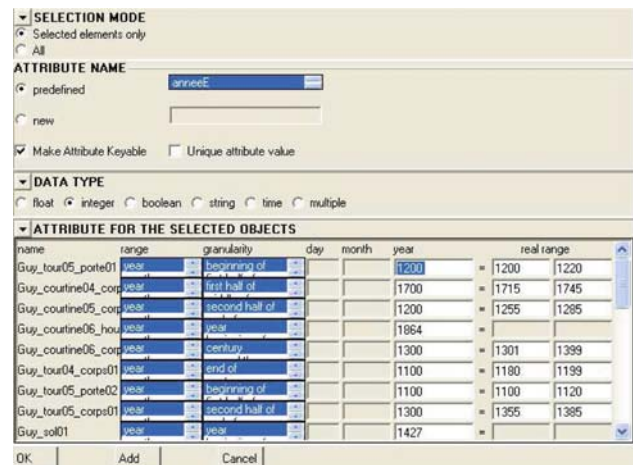 SELECTION MODE
Selected elements only
All
ATTRIBUTE NAME
predefined anneeE
new
Make Attribute Keyable Unique attribute value
DATA TYPE
float integer boolean string time multiple
ATTRIBUTE FOR THE SELECTED OBJECTS
name range granularity day month year real range
Guy_tour05_porte01 year beginning of 1200 = 1200 1220
Guy_courtine04_corp year first half of 1700 = 1715 1745
Guy_courtine05_corp year second half of 1200 = 1255 1285
Guy_courtine06_hou year year 1864 =
Guy_courtine06_corp year century 1300 = 1301 1399
Guy_tour04_corps01 year end of 1100 = 1180 1199
Guy_tour05_porte02 year beginning of 1100 = 1100 1120
Guy_tour05_corps01 year second half of 1300 = 1355 1385
Guy_sol01 year year 1427 =
OK Add Cancel